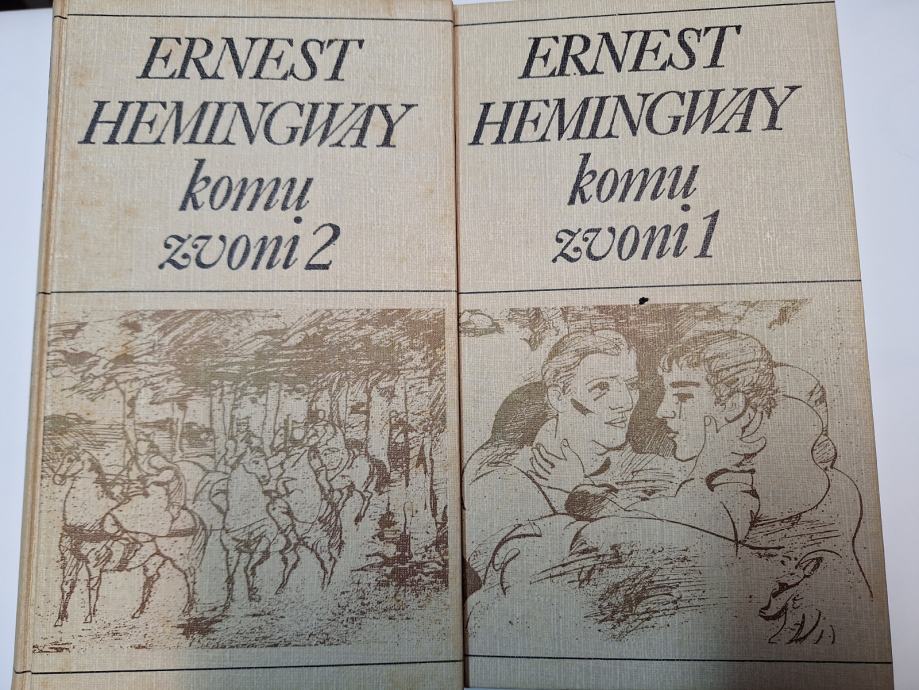 ERNEST
HEMINGWAY
komu
zvoni 2
ERNEST
HEMINGWAY
komu
zvoni 1